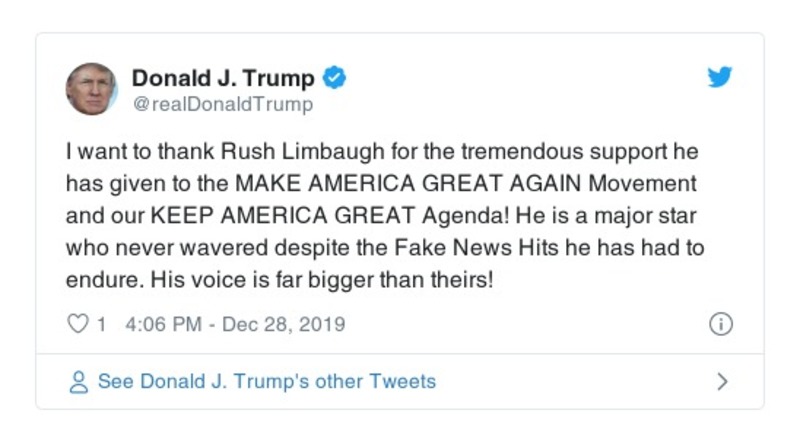 Donald J. Trump
@realDonaldTrump
I want to thank Rush Limbaugh for the tremendous support he
has given to the MAKE AMERICA GREAT AGAIN Movement
and our KEEP AMERICA GREAT Agenda! He is a major star
who never wavered despite the Fake News Hits he has had to
endure. His voice is far bigger than theirs!
1 4:06 PM - Dec 28, 2019
See Donald J. Trump's other Tweets